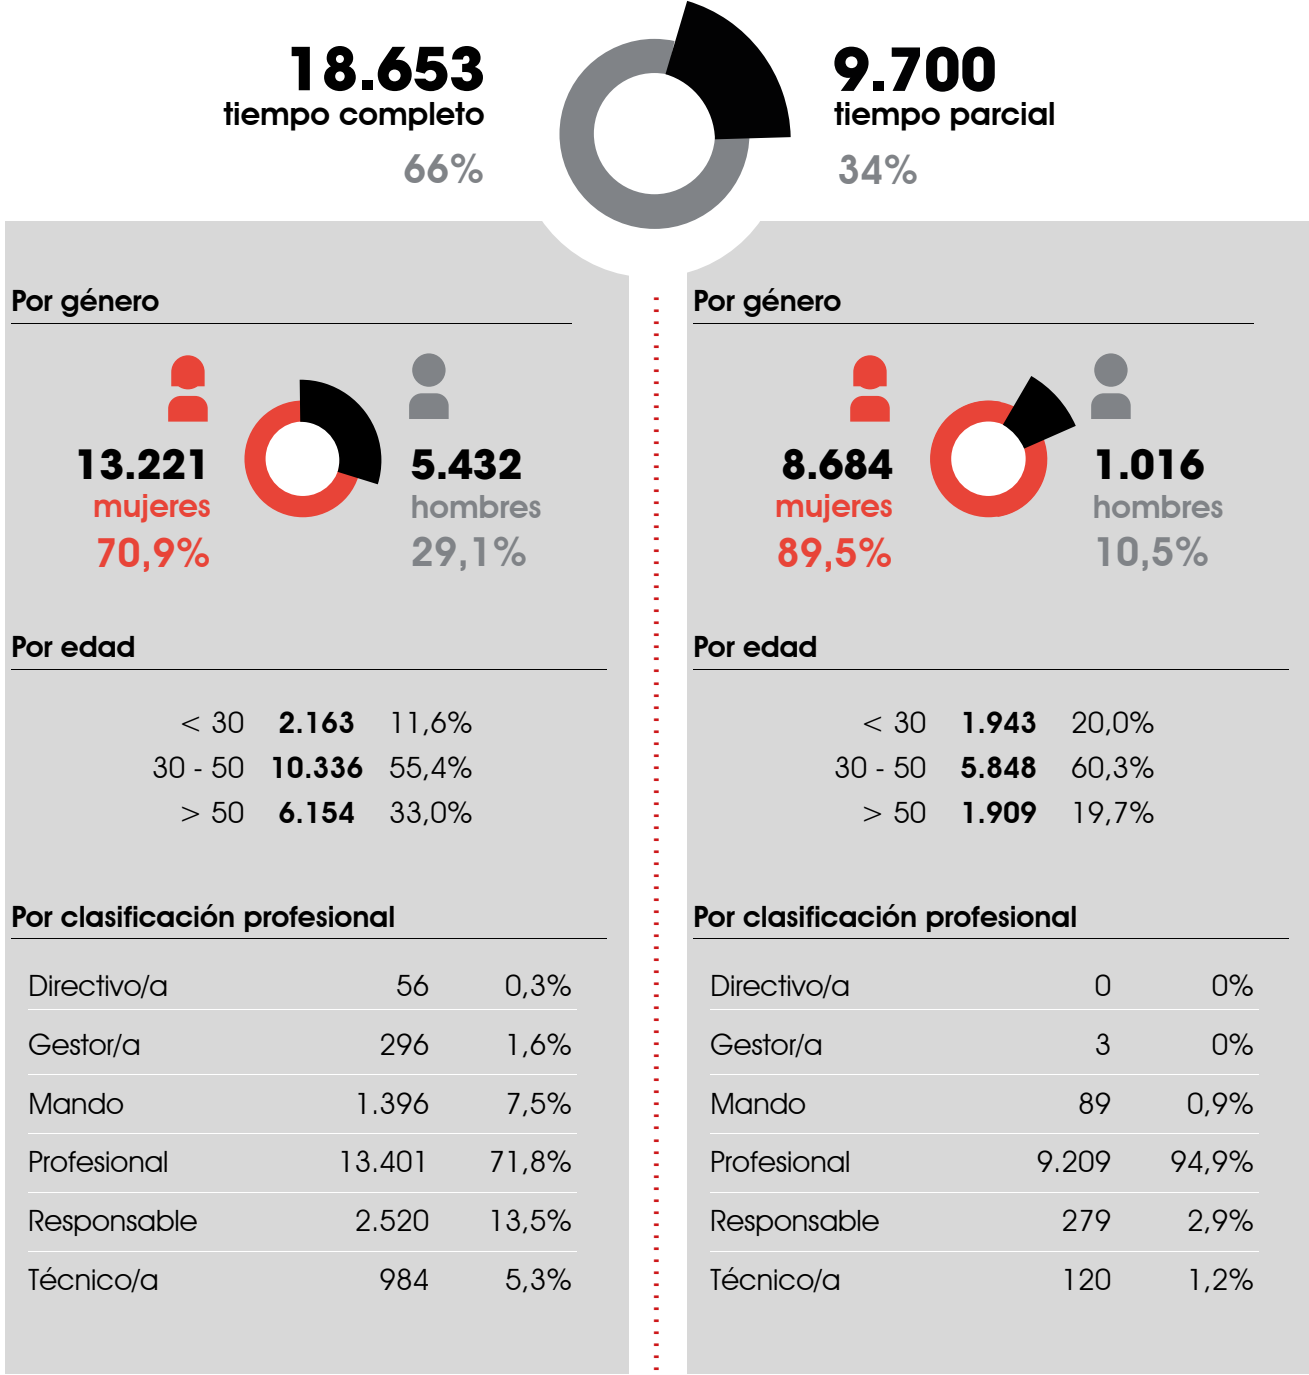 18.653
tiempo completo
66%
9.700
tiempo parcial
34%
Por género
13.221
mujeres
70,9%
5.432
hombres
29,1%
Por edad
< 30 2.163 11,6%
30 - 50 10.336 55,4%
> 50 6.154 33,0%
Por clasificación profesional
Directivo/a 56 0,3%
Gestor/a 296 1,6%
Mando 1.396 7,5%
Profesional 13.401 71,8%
Responsable 2.520 13,5%
Técnico/a 984 5,3%
Por género
8.684
mujeres
89,5%
1.016
hombres
10,5%
Por edad
< 30 1.943 20,0%
30 - 50 5.848 60,3%
> 50 1.909 19,7%
Por clasificación profesional
Directivo/a 0 0%
Gestor/a 3 0%
Mando 89 0,9%
Profesional 9.209 94,9%
Responsable 279 2,9%
Técnico/a 120 1,2%